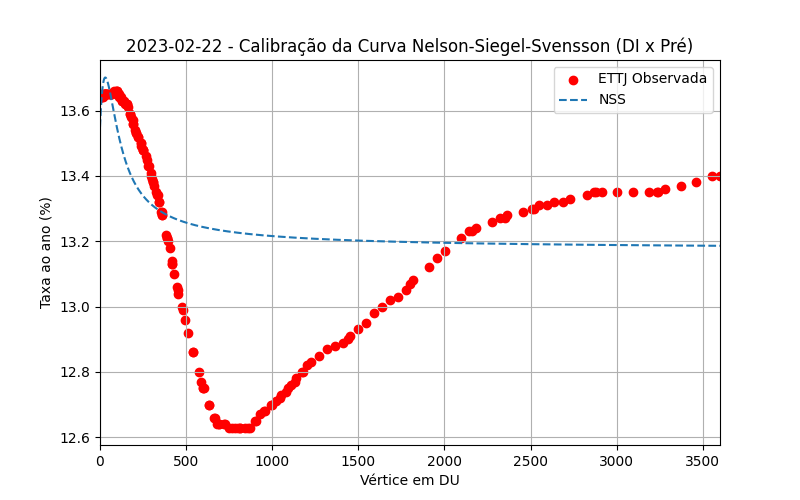 2023-02-22 - Calibração da Curva Nelson-Siegel-Svensson (DI x Pré)
ETTJ Observada
NSS
Taxa ao ano (%)
13.6
13.4
13.2
13.0
12.8
12.6
0 500 1000 1500 2000 2500 3000 3500
Vértice em DU